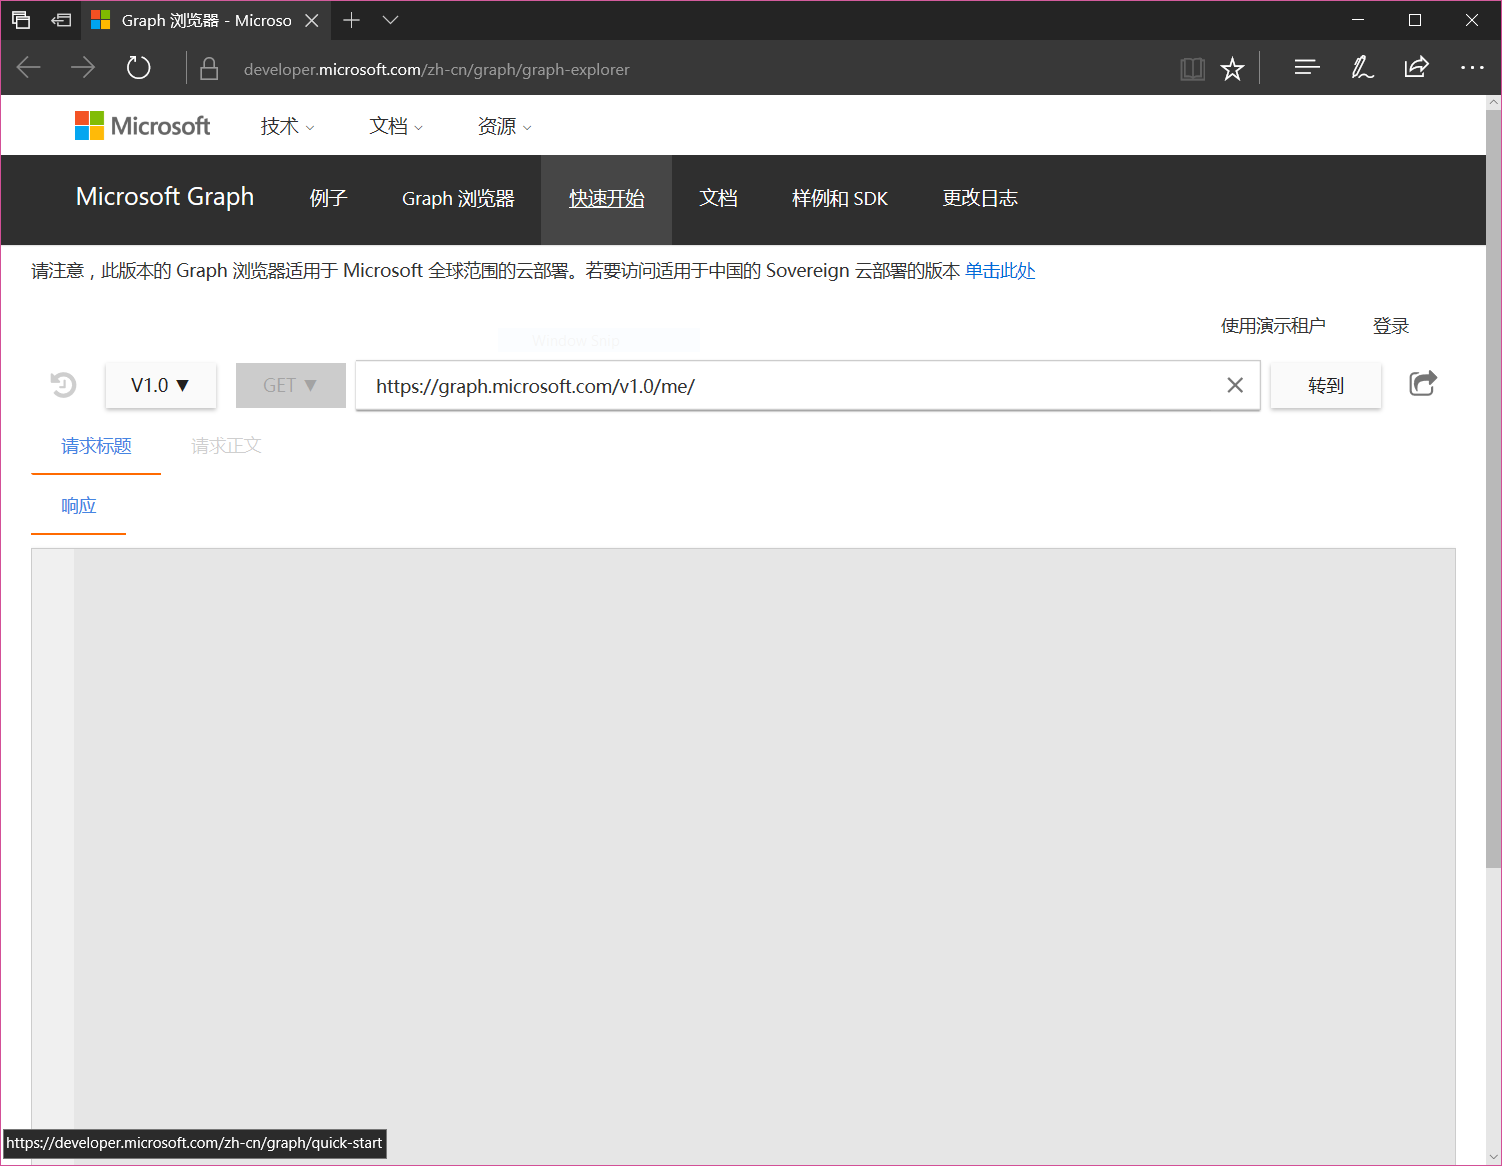 Graph 浏览器 - Microso
developer.microsoft.com/zh-cn/graph/graph-explorer
Microsoft 技术 文档 资源
Microsoft Graph 例子 Graph 浏览器 快速开始 文档 样例和 SDK 更改日志
请注意，此版本的 Graph 浏览器适用于 Microsoft 全球范围的云部署。若要访问适用于中国的 Sovereign 云部署的版本 单击此处
使用演示租户 登录
Window Snip
V1.0 ▼ GET ▼ https://graph.microsoft.com/v1.0/me/ 转到
请求标题 请求正文
响应
https://developer.microsoft.com/zh-cn/graph/quick-start